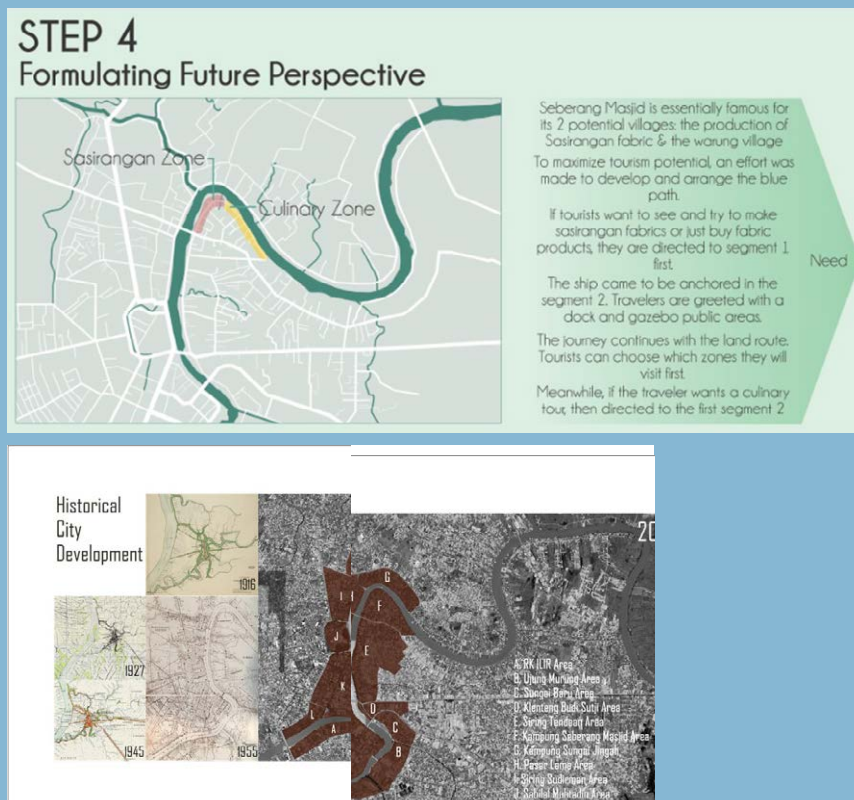 STEP 4
Formulating Future Perspective
Sasirangan Zone
Culinary Zone
Seberang Masjid is essentially famous for
its 2 potential villages: the production of
Sasirangan fabric & the warung village
To maximize tourism potential, an effort was
made to develop and arrange the blue
path.
If tourists want to see and try to make
sasirangan fabrics or just buy fabric
products, they are directed to segment 1
first.
The ship came to be anchored in the
segment 2. Travelers are greeted with a
dock and gazebo public areas.
The journey continues with the land route.
Tourists can choose which zones they will
visit first.
Meanwhile, if the traveler wants a culinary
tour, then directed to the first segment 2
Need
Historical
City
Development
1916
1927
1945
1955
20
G
I
F
J
E
K
D
L
A
C
B
A. RK ILIR Area
B. Ujung Murung Area
C. Sungai Baru Area
D. Klenteng Budi Sutji Area
E. Siring Tendean Area
F. Kampung Seberang Masjid Area
G. Kampung Sungai Jingah
H. Pasar Lama Area
I. Siring Sudirman Area
J. Sabilal Muhtadin Area